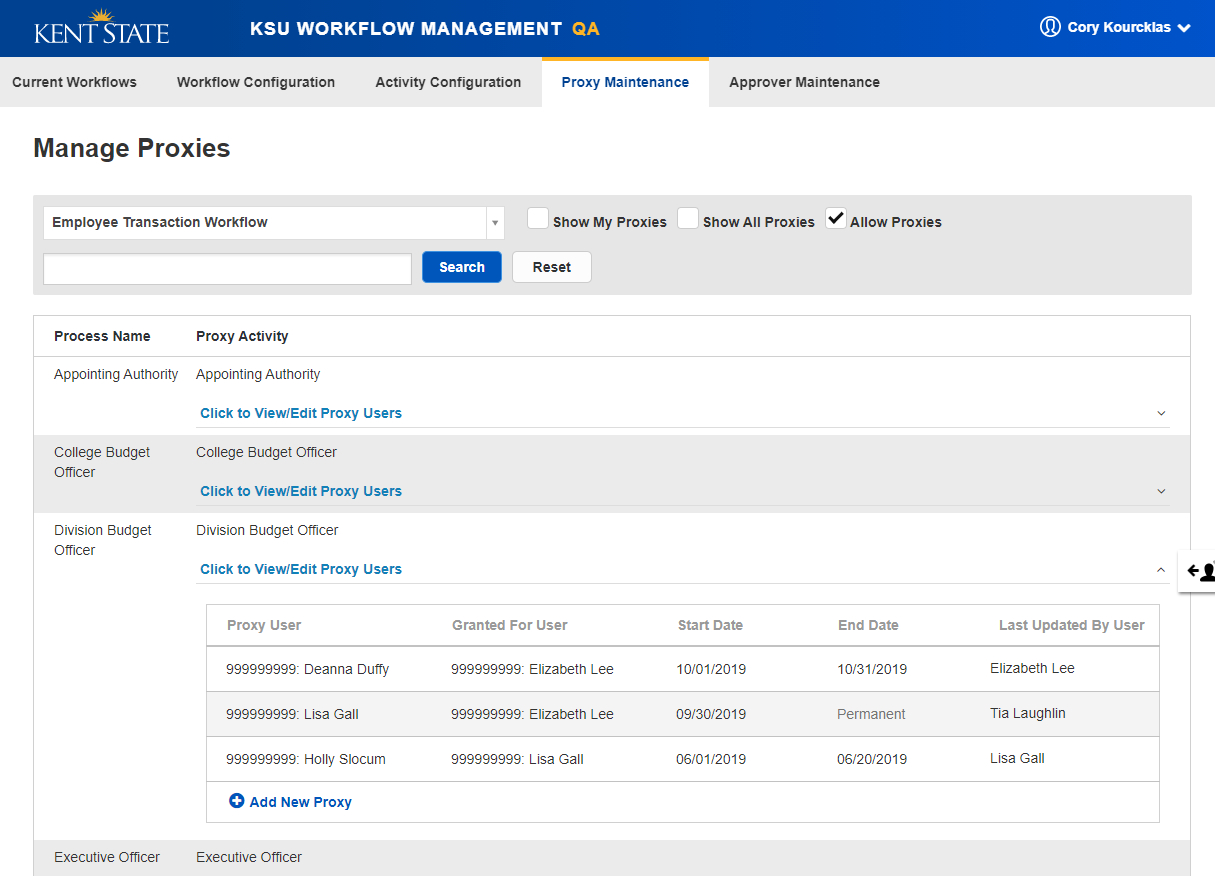 KENT STATE
KSU WORKFLOW MANAGEMENT QA
Cory Kourcklas
Current Workflows Workflow Configuration Activity Configuration Proxy Maintenance Approver Maintenance
Manage Proxies
Employee Transaction Workflow
Show My Proxies Show All Proxies Allow Proxies
Search Reset
Process Name Proxy Activity
Appointing Authority Appointing Authority
Click to View/Edit Proxy Users
College Budget College Budget Officer
Officer
Click to View/Edit Proxy Users
Division Budget Division Budget Officer
Officer
Click to View/Edit Proxy Users
Proxy User Granted For User Start Date End Date Last Updated By User
999999999: Deanna Duffy 999999999: Elizabeth Lee 10/01/2019 10/31/2019 Elizabeth Lee
999999999: Lisa Gall 999999999: Elizabeth Lee 09/30/2019 Permanent Tia Laughlin
999999999: Holly Slocum 999999999: Lisa Gall 06/01/2019 06/20/2019 Lisa Gall
Add New Proxy
Executive Officer Executive Officer